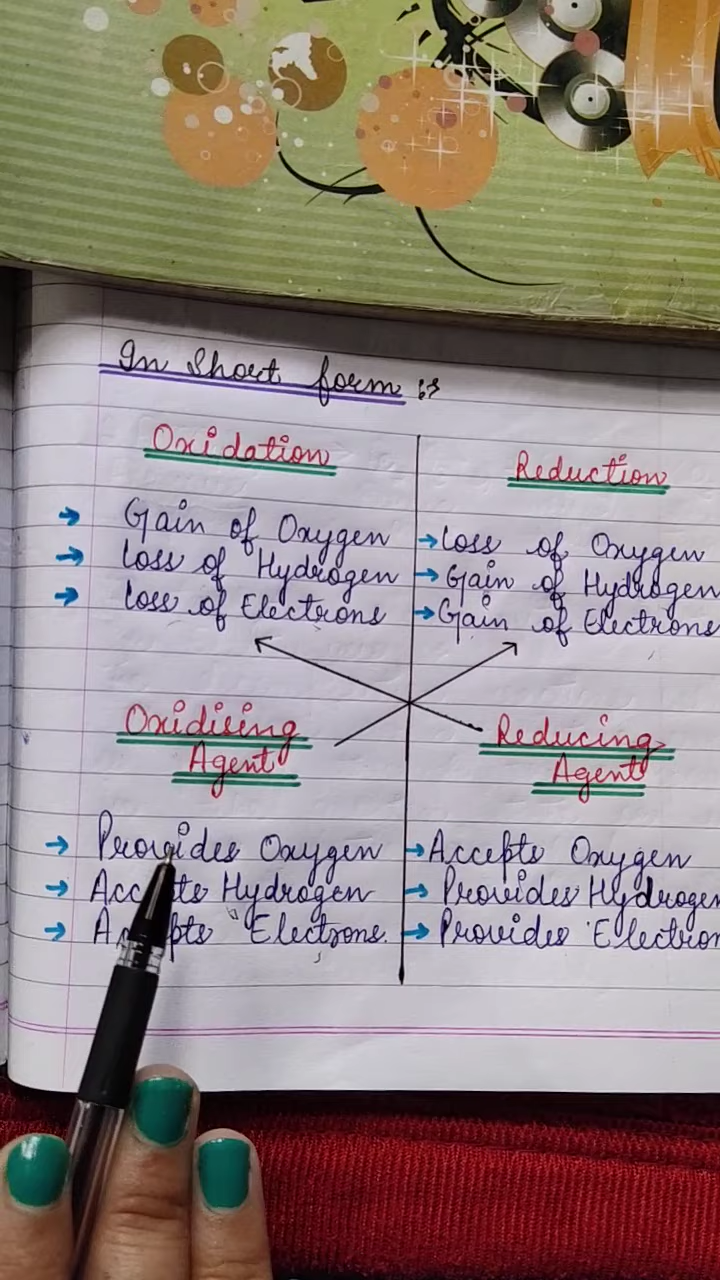 In Short form :-
Oxidation
→ Gain of Oxygen
→ Loss of Hydrogen
→ Loss of Electrons
Reduction
→ Loss of Oxygen
→ Gain of Hydrogen
→ Gain of Electrons
Oxidising
Agent
→ Provides Oxygen
→ Accepts Hydrogen
→ Accepts Electrons.
Reducing
Agent
→ Accepts Oxygen
→ Provides Hydrogen
→ Provides Electron